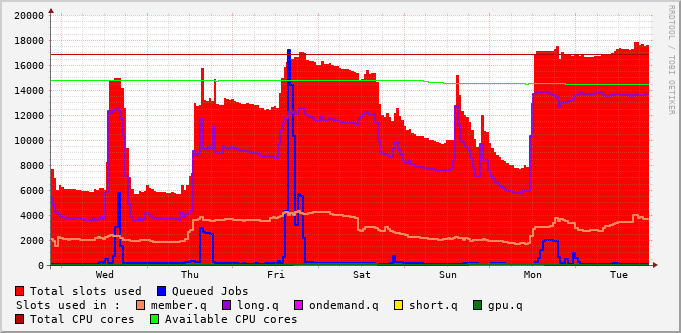 20000
18000
16000
14000
12000
10000
8000
6000
4000
2000
0
Wed Thu Fri Sat Sun Mon Tue
RRDTOOL / TOBI OETIKER
Total slots used Queued Jobs
Slots used in : member.q long.q ondemand.q short.q gpu.q
Total CPU cores Available CPU cores